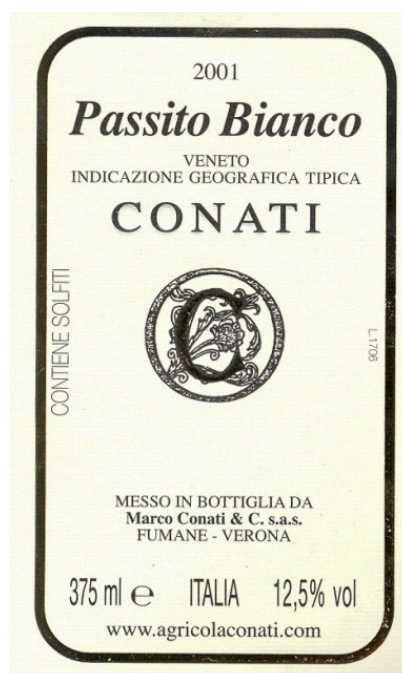 2001
Passito Bianco
VENETO
INDICAZIONE GEOGRAFICA TIPICA
CONATI
CONTIENE SOLFITI
C
L.1706
MESSO IN BOTTIGLIA DA
Marco Conati & C. s.a.s.
FUMANE - VERONA
375 ml e ITALIA 12,5% vol
www.agricolaconati.com